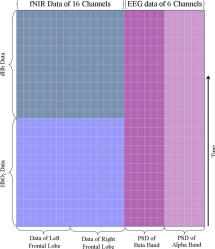 fNIR Data of 16 Channels
EEG data of 6 Channels
dHb Data
HbO₂ Data
Time
Data of Left
Frontal Lobe
Data of Right
Frontal Lobe
PSD of
Beta Band
PSD of
Alpha Band